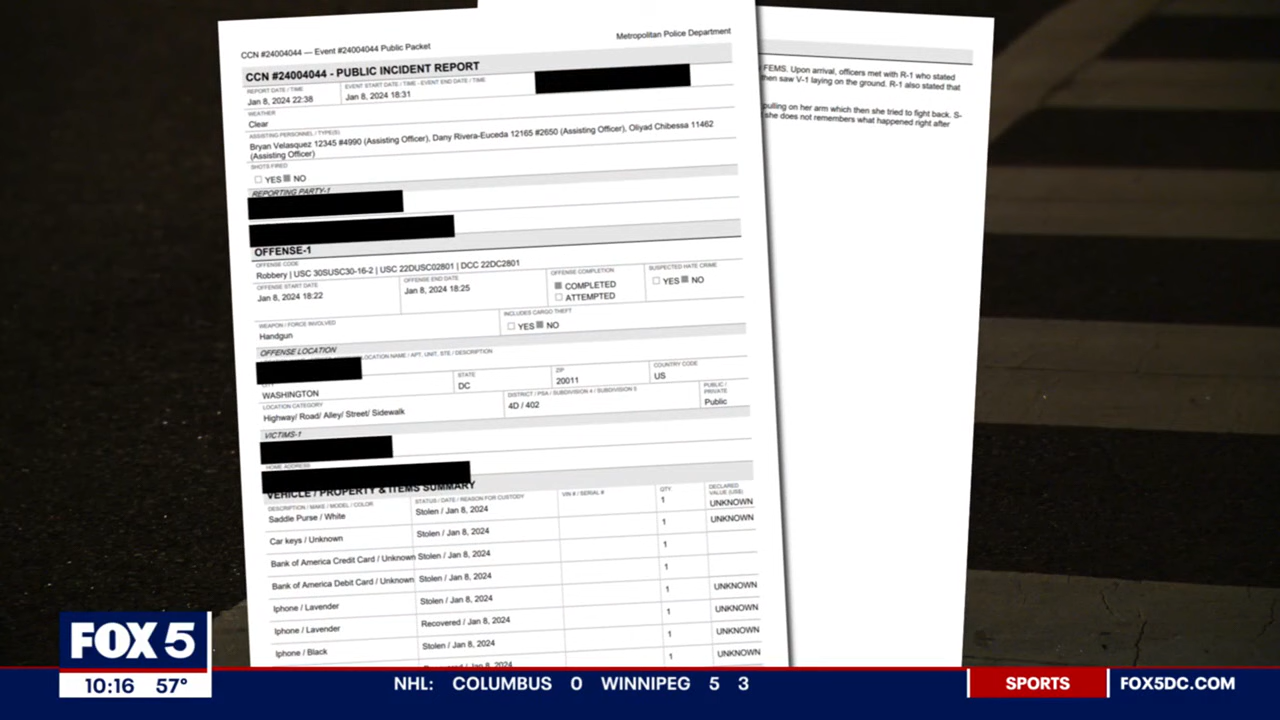 CCN #24004044 — Event #24004044 Public Packet
Metropolitan Police Department
CCN #24004044 - PUBLIC INCIDENT REPORT
REPORT DATE / TIME
EVENT START DATE / TIME - EVENT END DATE / TIME
Jan 8, 2024 22:38
Jan 8, 2024 18:31
WEATHER
Clear
ASSISTING PERSONNEL / TYPE(S)
Bryan Velasquez 12345 #4990 (Assisting Officer), Dany Rivera-Euceda 12165 #2650 (Assisting Officer), Oliyad Chibessa 11462
(Assisting Officer)
SHOTS FIRED
YES NO
REPORTING PARTY-1
OFFENSE-1
OFFENSE CODE
Robbery | USC 30SUSC30-16-2 | USC 22DUSC02801 | DCC 22DC2801
OFFENSE START DATE
OFFENSE END DATE
OFFENSE COMPLETION
SUSPECTED HATE CRIME
Jan 8, 2024 18:22
Jan 8, 2024 18:25
COMPLETED
ATTEMPTED
YES NO
WEAPON / FORCE INVOLVED
INCLUDES CARGO THEFT
Handgun
YES NO
OFFENSE LOCATION
LOCATION NAME / APT, UNIT, STE / DESCRIPTION
STATE
ZIP
COUNTRY CODE
WASHINGTON
DC
20011
US
LOCATION CATEGORY
DISTRICT / PSA / SUBDIVISION 4 / SUBDIVISION 5
PUBLIC /
PRIVATE
Highway/ Road/ Alley/ Street/ Sidewalk
4D / 402
Public
VICTIMS-1
HOME ADDRESS
VEHICLE / PROPERTY & ITEMS SUMMARY
DESCRIPTION / MAKE / MODEL / COLOR
STATUS / DATE / REASON FOR CUSTODY
VIN # / SERIAL #
QTY
DECLARED
VALUE (US$)
Saddie Purse / White Stolen / Jan 8, 2024 1 UNKNOWN
Car keys / Unknown Stolen / Jan 8, 2024 1 UNKNOWN
Bank of America Credit Card / Unknown Stolen / Jan 8, 2024 1
Bank of America Debit Card / Unknown Stolen / Jan 8, 2024 1
Iphone / Lavender Stolen / Jan 8, 2024 1 UNKNOWN
Iphone / Lavender Recovered / Jan 8, 2024 1 UNKNOWN
Iphone / Black Stolen / Jan 8, 2024 1 UNKNOWN
1 UNKNOWN
FEMS. Upon arrival, officers met with R-1 who stated
then saw V-1 laying on the ground. R-1 also stated that
pulling on her arm which then she tried to fight back. S-
she does not remembers what happened right after
FOX 5
10:16 57°
NHL: COLUMBUS 0 WINNIPEG 5 3
SPORTS
FOX5DC.COM